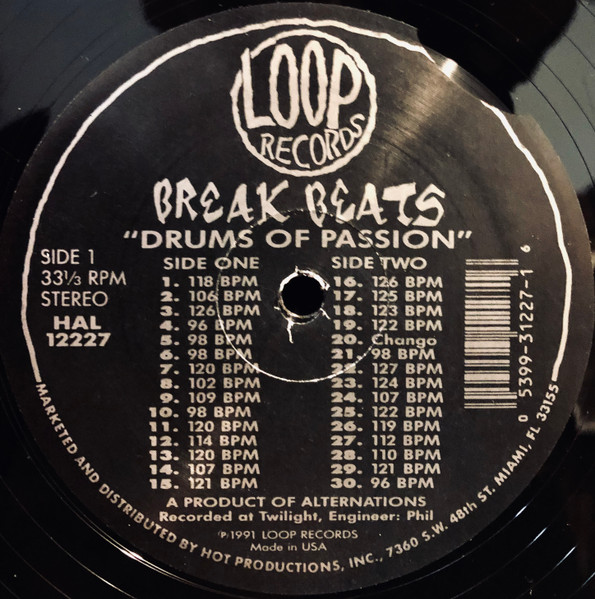 LOOP
RECORDS
BREAK BEATS
"DRUMS OF PASSION"
SIDE 1
33⅓ RPM
STEREO
HAL
12227
SIDE ONE
1. 118 BPM
2. 106 BPM
3. 126 BPM
4. 96 BPM
5. 98 BPM
6. 98 BPM
7. 120 BPM
8. 102 BPM
9. 109 BPM
10. 98 BPM
11. 120 BPM
12. 114 BPM
13. 120 BPM
14. 107 BPM
15. 121 BPM
SIDE TWO
16. 126 BPM
17. 125 BPM
18. 123 BPM
19. 122 BPM
20. Chango
21. 98 BPM
22. 127 BPM
23. 124 BPM
24. 107 BPM
25. 122 BPM
26. 119 BPM
27. 112 BPM
28. 110 BPM
29. 121 BPM
30. 96 BPM
0 5399-31227-1 6
A PRODUCT OF ALTERNATIONS
Recorded at Twilight, Engineer: Phil
℗1991 LOOP RECORDS
Made in USA
MARKETED AND DISTRIBUTED BY HOT PRODUCTIONS, INC., 7360 S.W. 48th ST. MIAMI, FL 33155